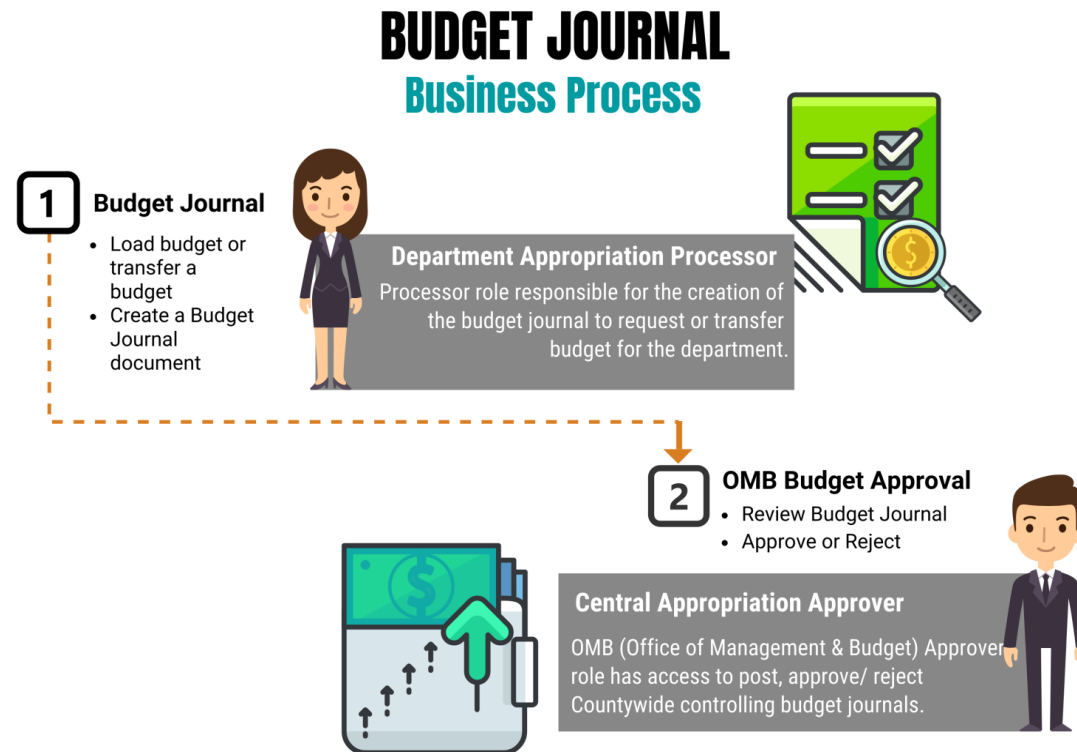 BUDGET JOURNAL
Business Process
1
Budget Journal
• Load budget or
transfer a
budget
• Create a Budget
Journal
document
Department Appropriation Processor
Processor role responsible for the creation of
the budget journal to request or transfer
budget for the department.
2
OMB Budget Approval
• Review Budget Journal
• Approve or Reject
Central Appropriation Approver
OMB (Office of Management & Budget) Approver
role has access to post, approve/ reject
Countywide controlling budget journals.
$
$